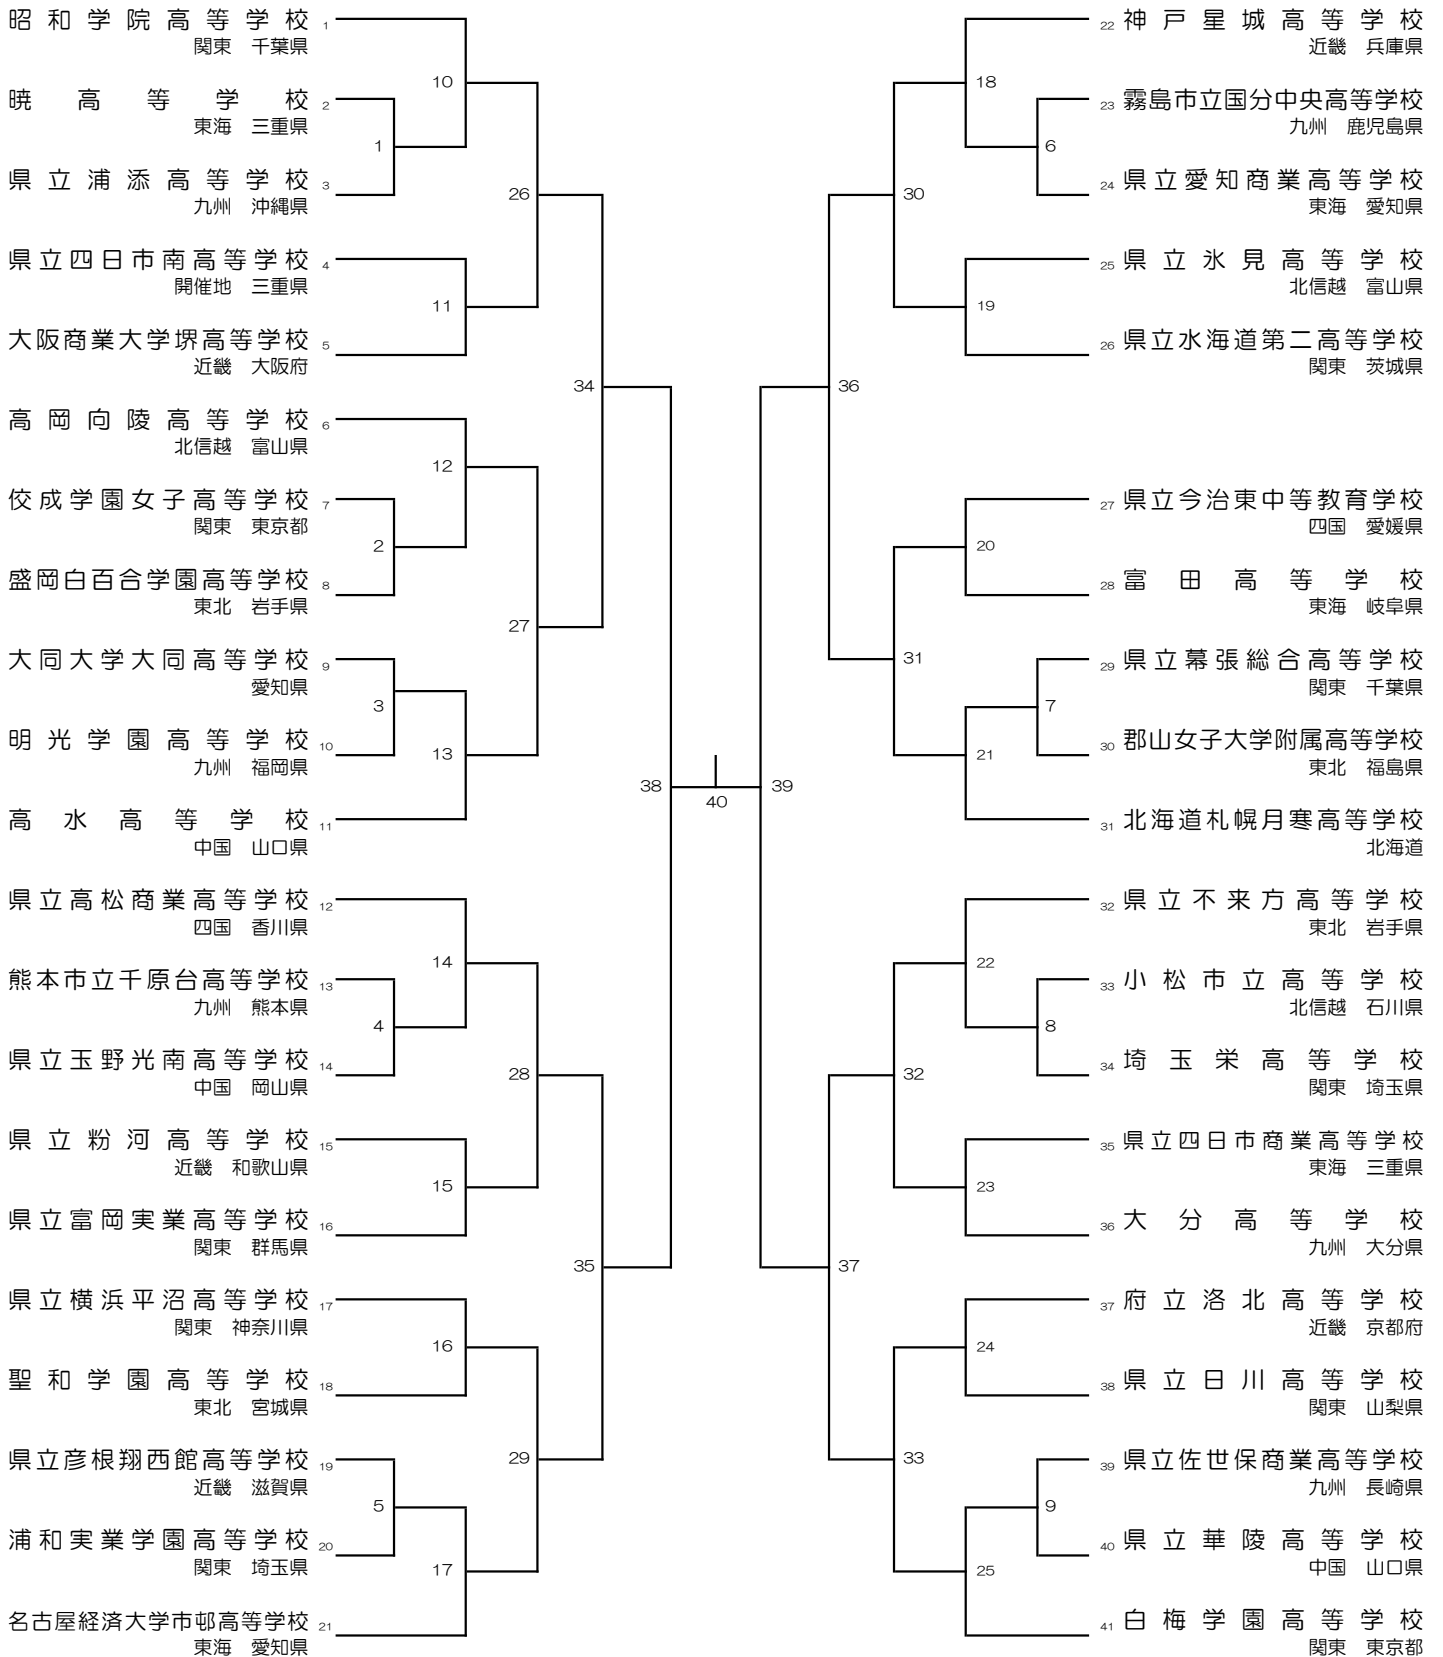 昭和学院高等学校 1
関東 千葉県
10
暁高等学校 2
東海 三重県
1
県立浦添高等学校 3
九州 沖縄県
26
県立四日市南高等学校 4
開催地 三重県
11
大阪商業大学堺高等学校 5
近畿 大阪府
34
高岡向陵高等学校 6
北信越 富山県
12
佼成学園女子高等学校 7
関東 東京都
2
盛岡白百合学園高等学校 8
東北 岩手県
27
大同大学大同高等学校 9
愛知県
3
明光学園高等学校 10
九州 福岡県
13
高水高等学校 11
中国 山口県
38
県立高松商業高等学校 12
四国 香川県
14
熊本市立千原台高等学校 13
九州 熊本県
4
県立玉野光南高等学校 14
中国 岡山県
28
県立粉河高等学校 15
近畿 和歌山県
15
県立富岡実業高等学校 16
関東 群馬県
35
県立横浜平沼高等学校 17
関東 神奈川県
16
聖和学園高等学校 18
東北 宮城県
29
県立彦根翔西館高等学校 19
近畿 滋賀県
5
浦和実業学園高等学校 20
関東 埼玉県
17
名古屋経済大学市邨高等学校 21
東海 愛知県
40
22 神戸星城高等学校
近畿 兵庫県
18
23 霧島市立国分中央高等学校
九州 鹿児島県
6
24 県立愛知商業高等学校
東海 愛知県
30
25 県立氷見高等学校
北信越 富山県
19
26 県立水海道第二高等学校
関東 茨城県
36
27 県立今治東中等教育学校
四国 愛媛県
20
28 富田高等学校
東海 岐阜県
31
29 県立幕張総合高等学校
関東 千葉県
7
30 郡山女子大学附属高等学校
東北 福島県
21
31 北海道札幌月寒高等学校
北海道
39
32 県立不来方高等学校
東北 岩手県
22
33 小松市立高等学校
北信越 石川県
8
34 埼玉栄高等学校
関東 埼玉県
32
35 県立四日市商業高等学校
東海 三重県
23
36 大分高等学校
九州 大分県
37
37 府立洛北高等学校
近畿 京都府
24
38 県立日川高等学校
関東 山梨県
33
39 県立佐世保商業高等学校
九州 長崎県
9
40 県立華陵高等学校
中国 山口県
25
41 白梅学園高等学校
関東 東京都